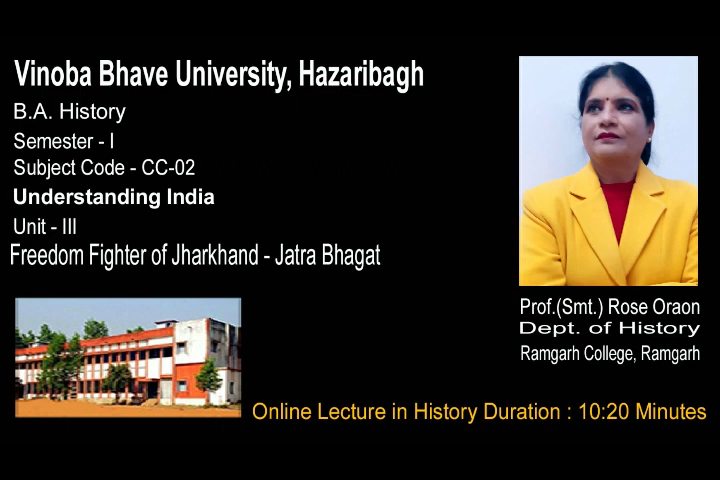 Vinoba Bhave University, Hazaribagh
B.A. History
Semester - I
Subject Code - CC-02
Understanding India
Unit - III
Freedom Fighter of Jharkhand - Jatra Bhagat
Prof.(Smt.) Rose Oraon
Dept. of History
Ramgarh College, Ramgarh
Online Lecture in History Duration : 10:20 Minutes